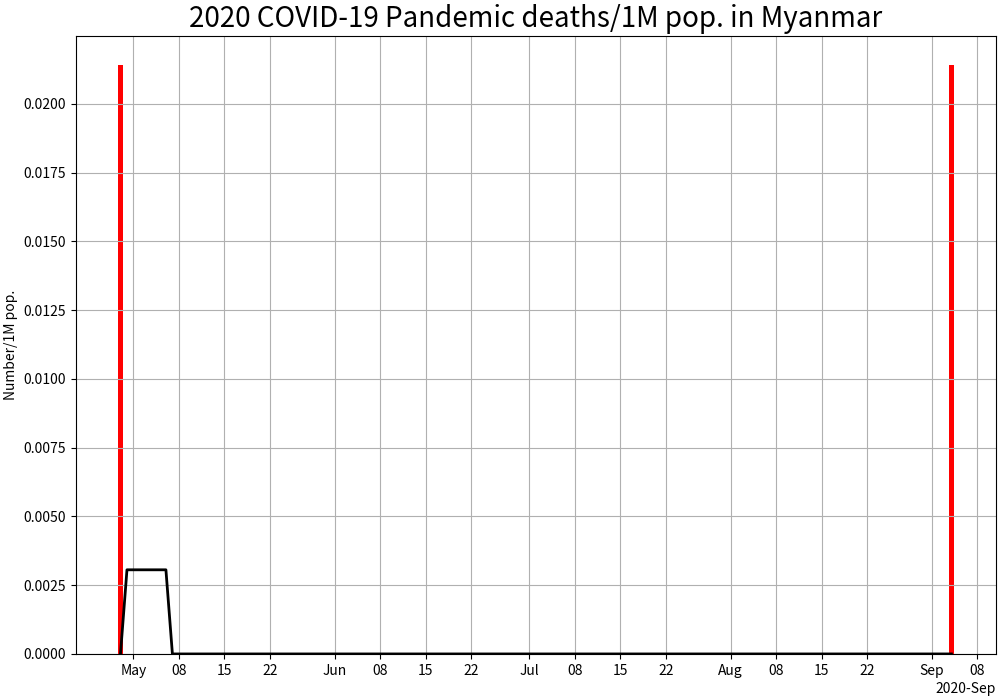 2020 COVID-19 Pandemic deaths/1M pop. in Myanmar
Number/1M pop.
0.0200
0.0175
0.0150
0.0125
0.0100
0.0075
0.0050
0.0025
0.0000
May 08 15 22 Jun 08 15 22 Jul 08 15 22 Aug 08 15 22 Sep 08
2020-Sep